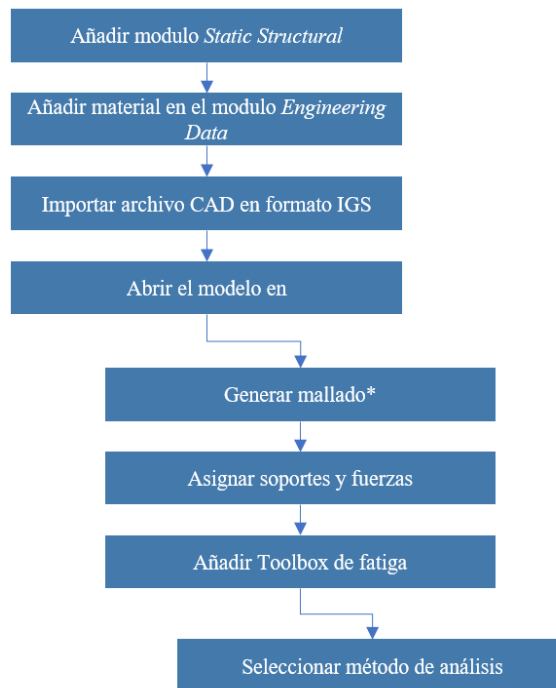 Añadir modulo Static Structural
Añadir material en el modulo Engineering
Data
Importar archivo CAD en formato IGS
Abrir el modelo en
Generar mallado*
Asignar soportes y fuerzas
Añadir Toolbox de fatiga
Seleccionar método de análisis